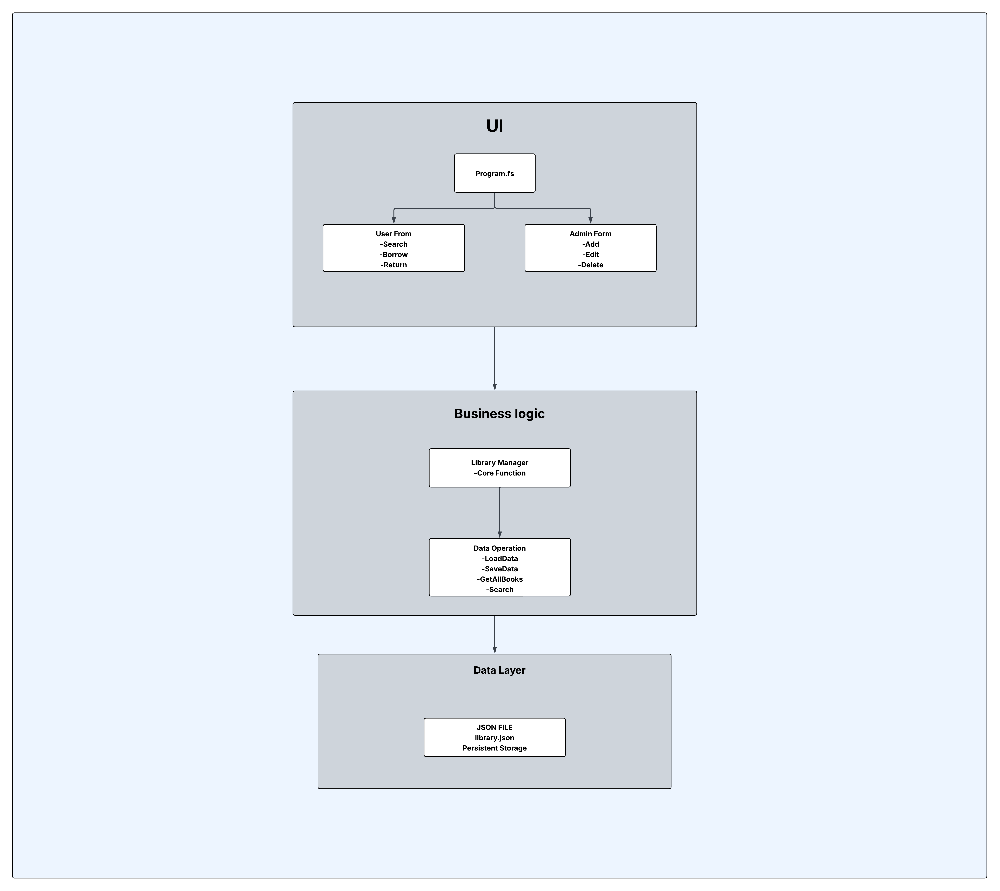 UI
Program.fs
User From
-Search
-Borrow
-Return
Admin Form
-Add
-Edit
-Delete
Business logic
Library Manager
-Core Function
Data Operation
-LoadData
-SaveData
-GetAllBooks
-Search
Data Layer
JSON FILE
library.json
Persistent Storage